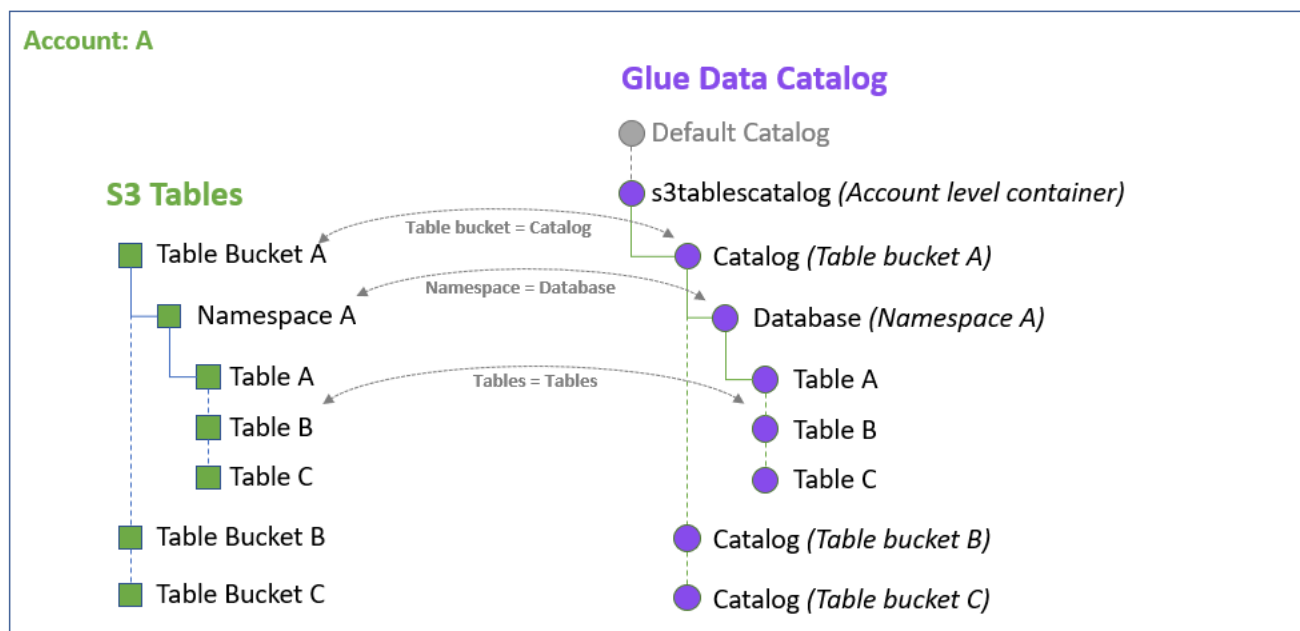 Account: A
Glue Data Catalog
Default Catalog
S3 Tables
s3tablescatalog (Account level container)
Table bucket = Catalog
Table Bucket A
Catalog (Table bucket A)
Namespace = Database
Namespace A
Database (Namespace A)
Table A
Tables = Tables
Table A
Table B
Table B
Table C
Table C
Table Bucket B
Catalog (Table bucket B)
Table Bucket C
Catalog (Table bucket C)